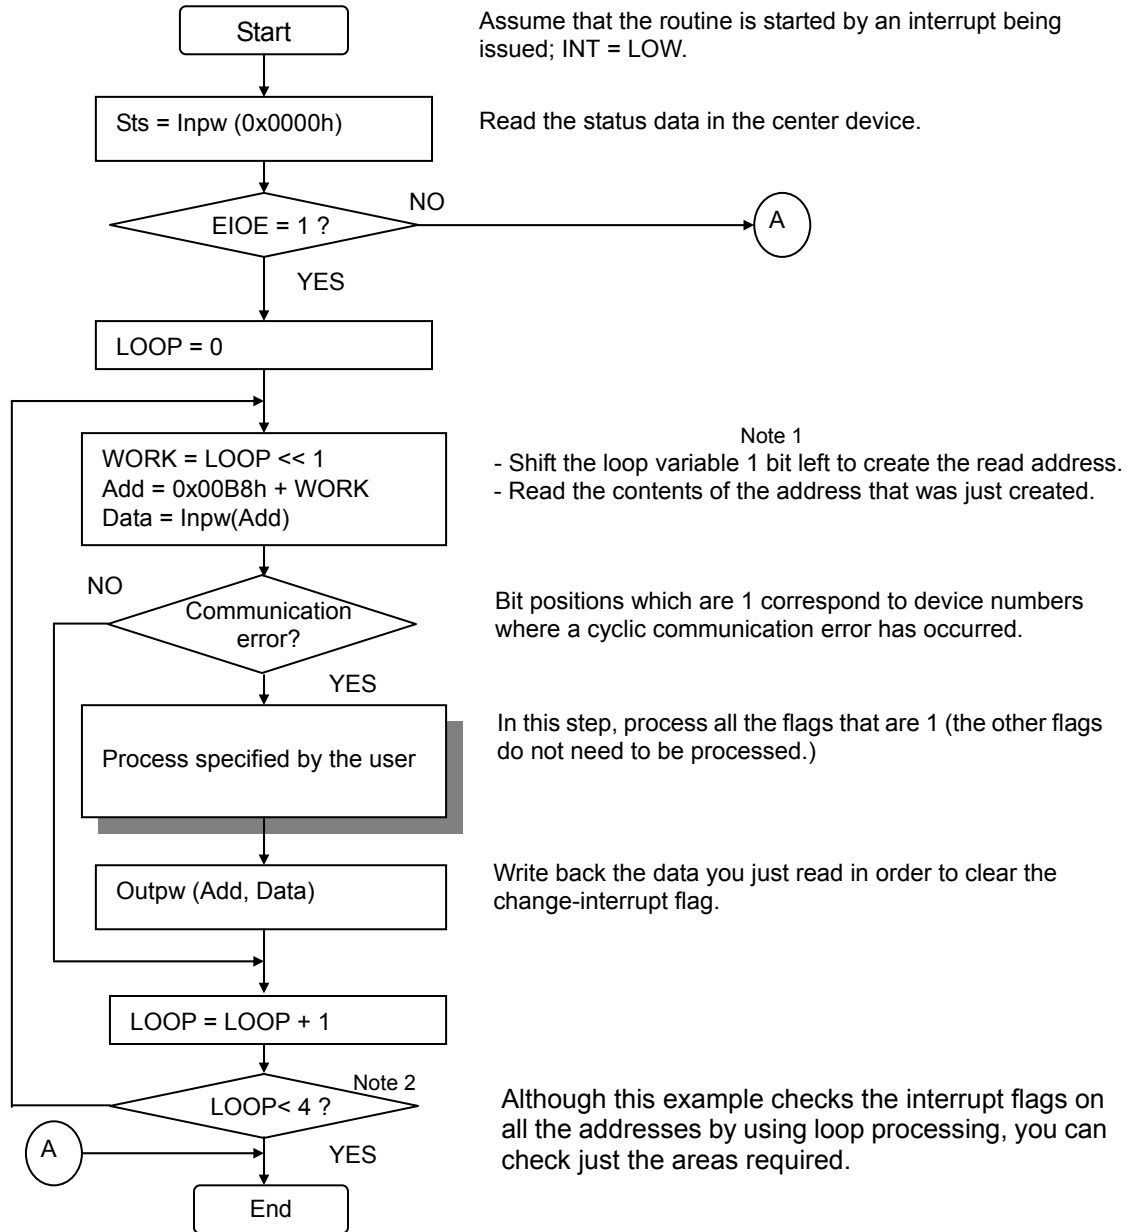 Start
Assume that the routine is started by an interrupt being
issued; INT = LOW.
Sts = Inpw (0x0000h)
Read the status data in the center device.
EIOE = 1 ?
NO
A
YES
LOOP = 0
WORK = LOOP << 1
Add = 0x00B8h + WORK
Data = Inpw(Add)
Note 1
- Shift the loop variable 1 bit left to create the read address.
- Read the contents of the address that was just created.
NO
Communication
error?
Bit positions which are 1 correspond to device numbers
where a cyclic communication error has occurred.
YES
Process specified by the user
In this step, process all the flags that are 1 (the other flags
do not need to be processed.)
Outpw (Add, Data)
Write back the data you just read in order to clear the
change-interrupt flag.
LOOP = LOOP + 1
Note 2
LOOP< 4 ?
Although this example checks the interrupt flags on
all the addresses by using loop processing, you can
check just the areas required.
A
YES
End